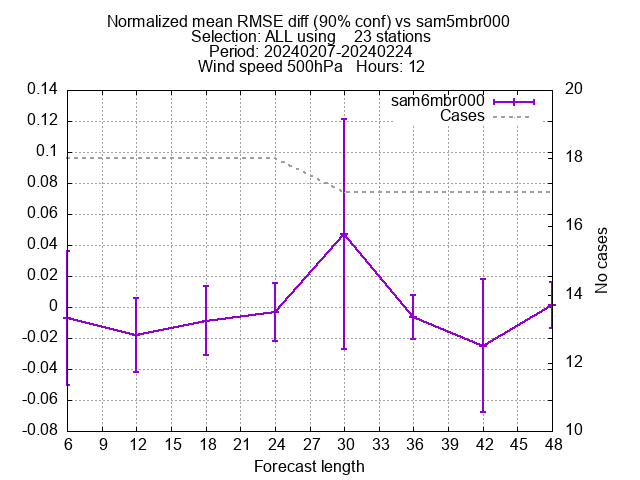 Normalized mean RMSE diff (90% conf) vs sam5mbr000
Selection: ALL using    23 stations
Period: 20240207-20240224
Wind speed 500hPa   Hours: 12
sam6mbr000
Cases
0.14
0.12
0.1
0.08
0.06
0.04
0.02
0
-0.02
-0.04
-0.06
-0.08
20
18
16
14
12
10
No cases
6 9 12 15 18 21 24 27 30 33 36 39 42 45 48
Forecast length